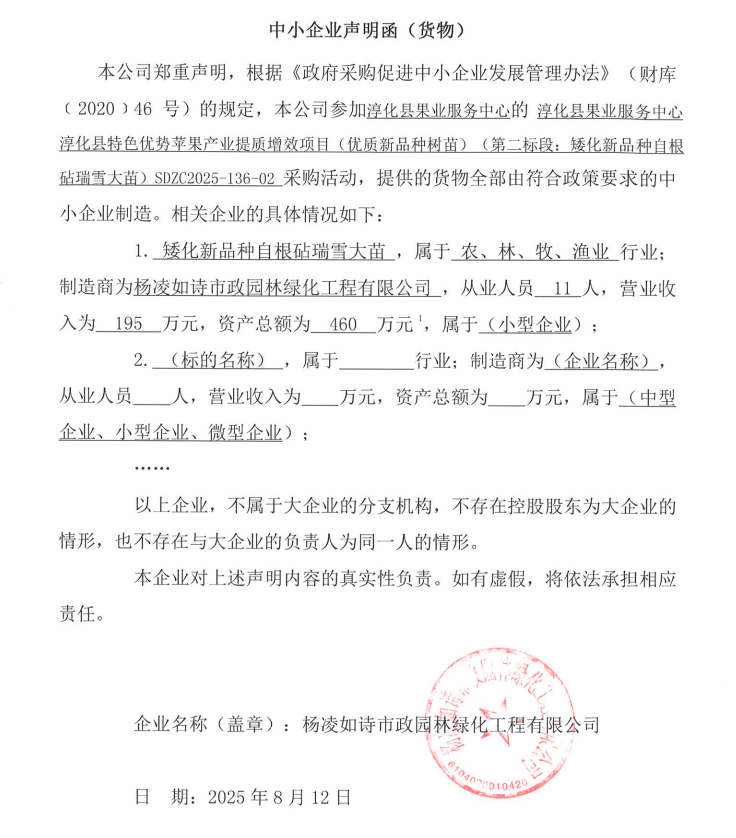 中小企业声明函（货物）
本公司郑重声明，根据《政府采购促进中小企业发展管理办法》（财库
﹝2020﹞46 号）的规定，本公司参加淳化县果业服务中心的 淳化县果业服务中心
淳化县特色优势苹果产业提质增效项目（优质新品种树苗）（第二标段：矮化新品种自根
砧瑞雪大苗）SDZC2025-136-02 采购活动，提供的货物全部由符合政策要求的中
小企业制造。相关企业的具体情况如下：
1. 矮化新品种自根砧瑞雪大苗 ，属于 农、林、牧、渔业 行业；
制造商为杨凌如诗市政园林绿化工程有限公司 ，从业人员 11 人，营业收
入为 195 万元，资产总额为 460 万元¹，属于（小型企业）；
2. （标的名称） ，属于________行业；制造商为（企业名称），
从业人员____人，营业收入为____万元，资产总额为____万元，属于（中型
企业、小型企业、微型企业）；
……
以上企业，不属于大企业的分支机构，不存在控股股东为大企业的
情形，也不存在与大企业的负责人为同一人的情形。
本企业对上述声明内容的真实性负责。如有虚假，将依法承担相应
责任。
企业名称（盖章）：杨凌如诗市政园林绿化工程有限公司
6104030010420
日 期：2025 年 8 月 12 日